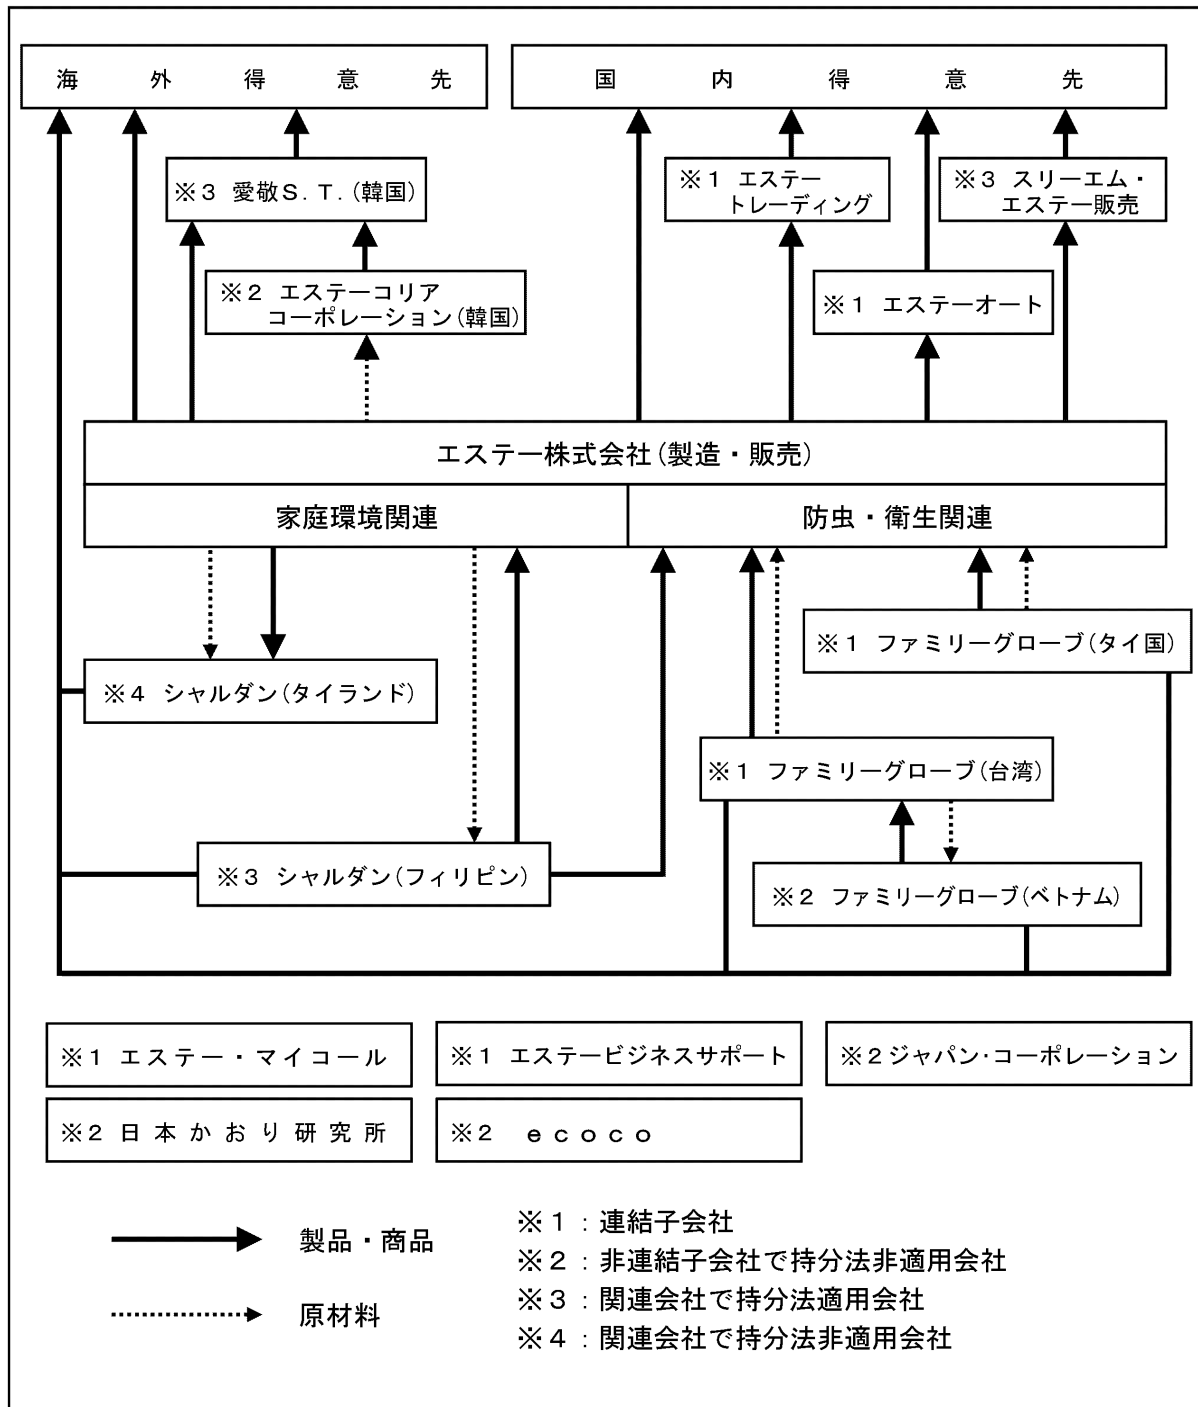 海外得意先
国内得意先
※3 愛敬S.T.(韓国)
※1 エステー
トレーディング
※3 スリーエム・
エステー販売
※2 エステーコリア
コーポレーション(韓国)
※1 エステーオート
エステー株式会社(製造・販売)
家庭環境関連
防虫・衛生関連
※1 ファミリーグローブ(タイ国)
※4 シャルダン(タイランド)
※1 ファミリーグローブ(台湾)
※3 シャルダン(フィリピン)
※2 ファミリーグローブ(ベトナム)
※1 エステー・マイコール
※1 エステービジネスサポート
※2ジャパン・コーポレーション
※2 日本かおり研究所
※2 ecoco
製品・商品
原材料
※1:連結子会社
※2:非連結子会社で持分法非適用会社
※3:関連会社で持分法適用会社
※4:関連会社で持分法非適用会社